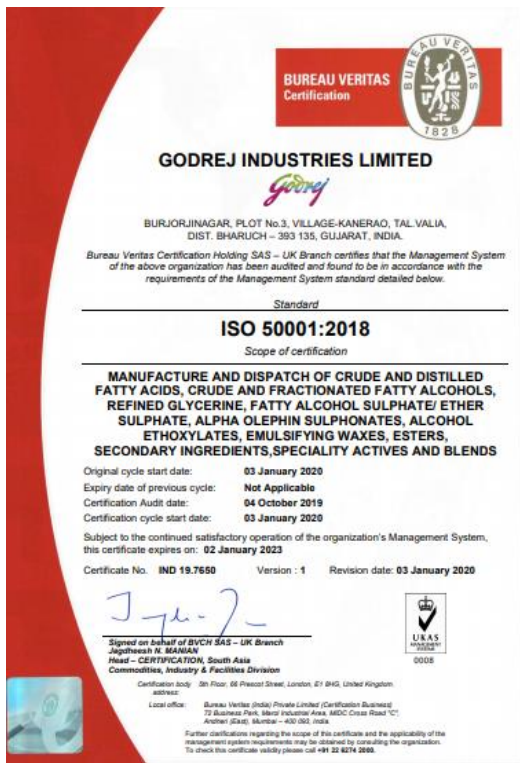 BUREAU VERITAS
Certification
BUREAU VERITAS
1828
GODREJ INDUSTRIES LIMITED
Godrej
BURJORJINAGAR, PLOT No.3, VILLAGE-KANERAO, TAL.VALIA,
DIST. BHARUCH – 393 135, GUJARAT, INDIA.
Bureau Veritas Certification Holding SAS – UK Branch certifies that the Management System
of the above organization has been audited and found to be in accordance with the
requirements of the Management System standard detailed below.
Standard
ISO 50001:2018
Scope of certification
MANUFACTURE AND DISPATCH OF CRUDE AND DISTILLED
FATTY ACIDS, CRUDE AND FRACTIONATED FATTY ALCOHOLS,
REFINED GLYCERINE, FATTY ALCOHOL SULPHATE/ ETHER
SULPHATE, ALPHA OLEPHIN SULPHONATES, ALCOHOL
ETHOXYLATES, EMULSIFYING WAXES, ESTERS,
SECONDARY INGREDIENTS,SPECIALITY ACTIVES AND BLENDS
Original cycle start date: 03 January 2020
Expiry date of previous cycle: Not Applicable
Certification Audit date: 04 October 2019
Certification cycle start date: 03 January 2020
Subject to the continued satisfactory operation of the organization's Management System,
this certificate expires on: 02 January 2023
Certificate No. IND 19.7650 Version : 1 Revision date: 03 January 2020
Signed on behalf of BVCH SAS – UK Branch
Jagdheesh N. MANIAN
Head – CERTIFICATION, South Asia
Commodities, Industry & Facilities Division
UKAS
MANAGEMENT
SYSTEMS
0008
Certification body address: 5th Floor, 66 Prescot Street, London, E1 8HG, United Kingdom.
Local office: Bureau Veritas (India) Private Limited (Certification Business)
72 Business Park, Marol Industrial Area, MIDC Cross Road "C",
Andheri (East), Mumbai – 400 093, India.
Further clarifications regarding the scope of this certificate and the applicability of the
management system requirements may be obtained by consulting the organization.
To check this certificate validity please call +91 22 6274 2000.